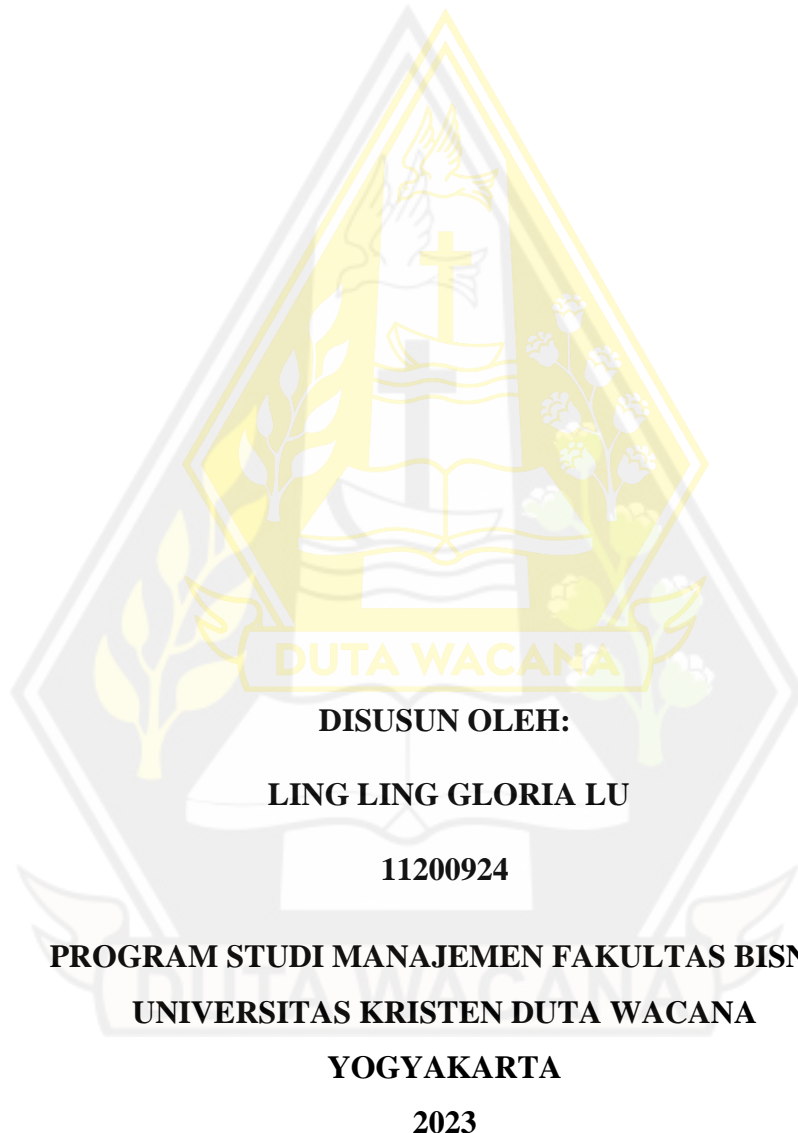 DUTA WACANA
DISUSUN OLEH:
LING LING GLORIA LU
11200924
PROGRAM STUDI MANAJEMEN FAKULTAS BISN
UNIVERSITAS KRISTEN DUTA WACANA
DUTA WACANA
YOGYAKARTA
2023